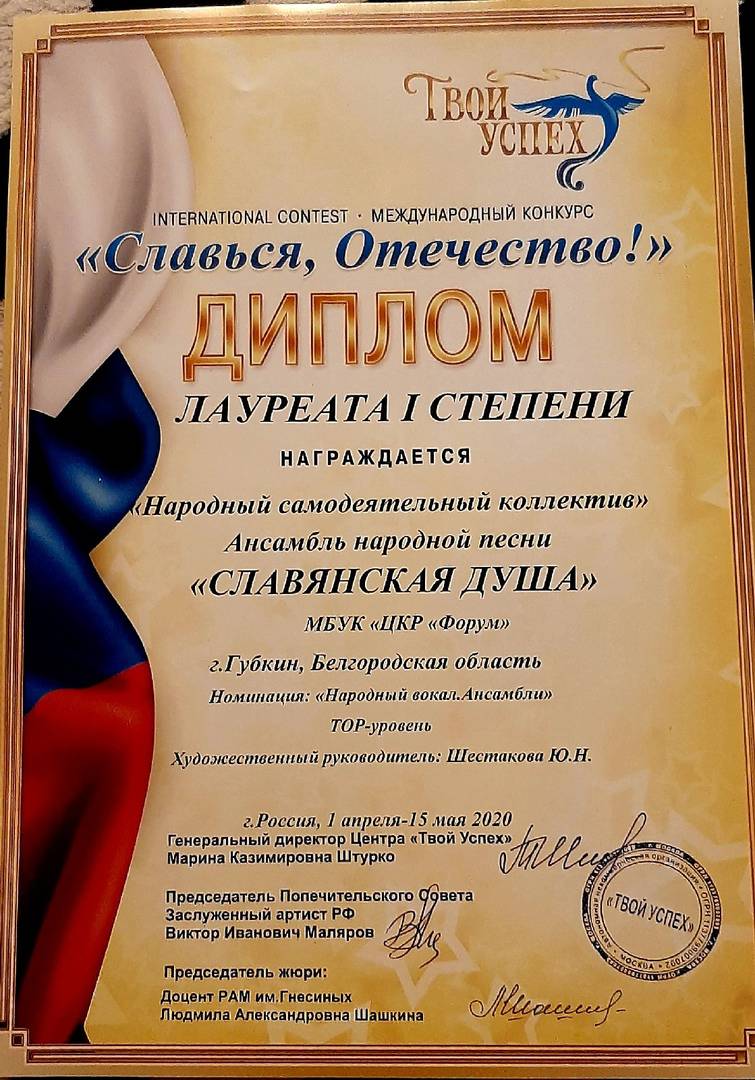 ТВОЙ
УСПЕХ
INTERNATIONAL CONTEST · МЕЖДУНАРОДНЫЙ КОНКУРС
«Славься, Отечество!»
ДИПЛОМ
ЛАУРЕАТА I СТЕПЕНИ
НАГРАЖДАЕТСЯ
«Народный самодеятельный коллектив»
Ансамбль народной песни
«СЛАВЯНСКАЯ ДУША»
МБУК «ЦКР «Форум»
г.Губкин, Белгородская область
Номинация: «Народный вокал.Ансамбли»
ТОР-уровень
Художественный руководитель: Шестакова Ю.Н.
г.Россия, 1 апреля-15 мая 2020
Генеральный директор Центра «Твой Успех»
Марина Казимировна Штурко
Председатель Попечительского Совета
Заслуженный артист РФ
Виктор Иванович Маляров
«ТВОЙ УСПЕХ»
МОСКВА
Председатель жюри:
Доцент РАМ им.Гнесиных
Людмила Александровна Шашкина